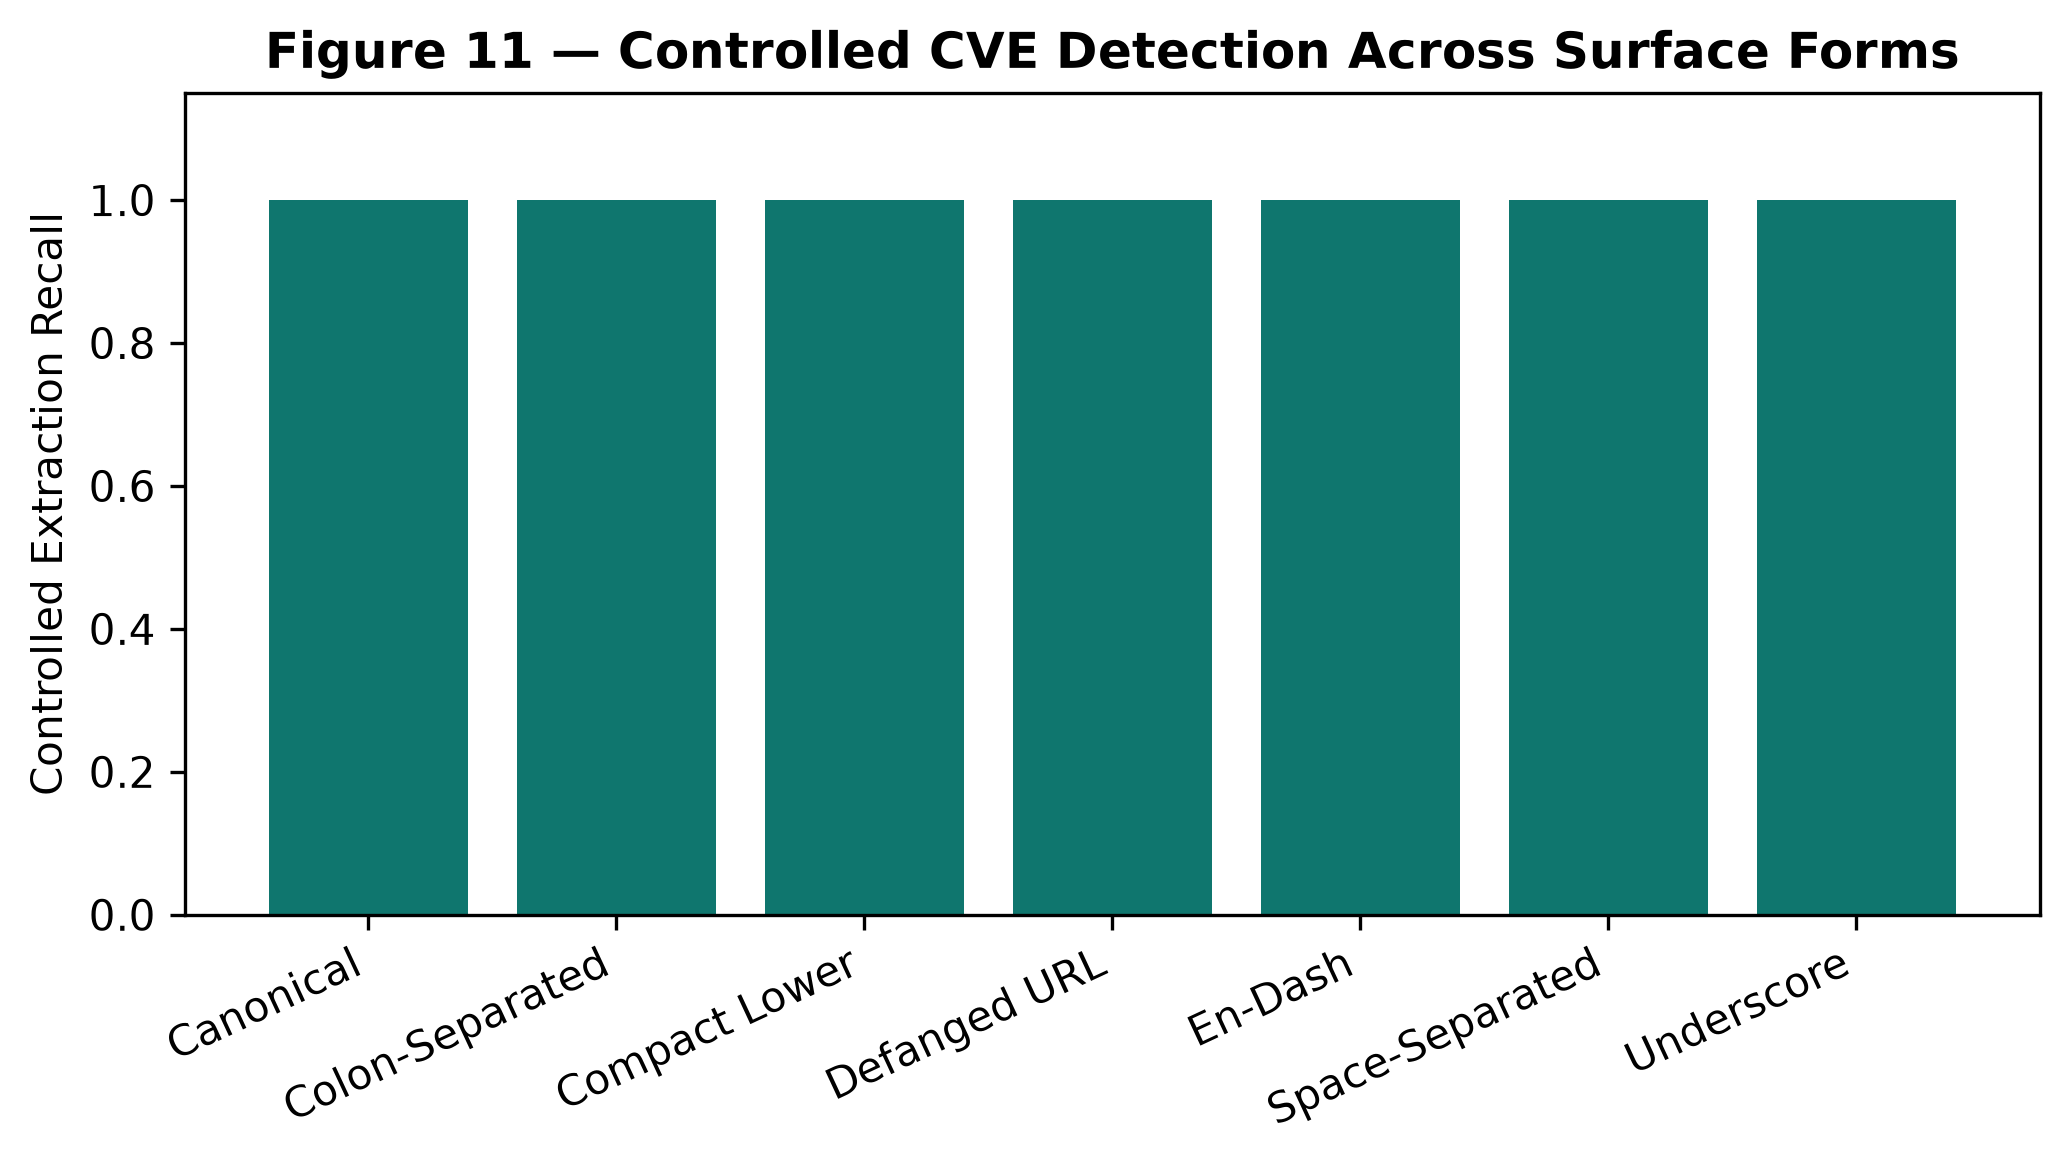 Figure 11 — Controlled CVE Detection Across Surface Forms
Controlled Extraction Recall
1.0
0.8
0.6
0.4
0.2
0.0
Canonical
Colon-Separated
Compact Lower
Defanged URL
En-Dash
Space-Separated
Underscore